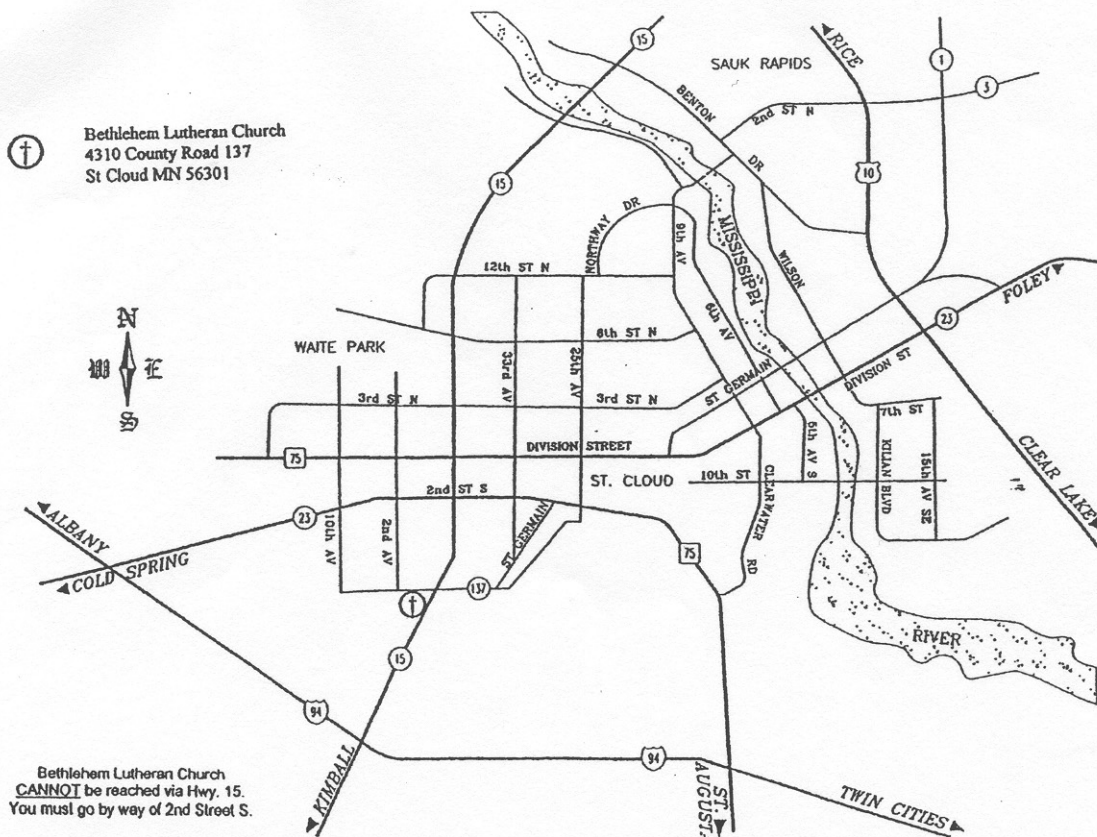 15
SAUK RAPIDS
RICE
1
3
BENTON
DR
2nd ST N
Bethlehem Lutheran Church
4310 County Road 137
St Cloud MN 56301
10
15
MISSISSIPPI
NORTHWAY DR
9th AV
WILSON
12th ST N
FOLEY
23
N
W E
S
6th AV
8th ST N
WAITE PARK
33rd AV
25th AV
ST GERMAIN
DIVISION ST
3rd ST N
3rd ST N
7th ST
DIVISION STREET
75
5th AV S
KILIAN BLVD
15th AV SE
CLEAR LAKE
ST. CLOUD
10th ST
CLEARWATER RD
2nd ST S
23
ALBANY
COLD SPRING
10th AV
2nd AV
ST GERMAIN
75
137
15
RIVER
94
94
KIMBALL
ST. AUGUST.
TWIN CITIES
Bethlehem Lutheran Church
CANNOT be reached via Hwy. 15.
You must go by way of 2nd Street S.